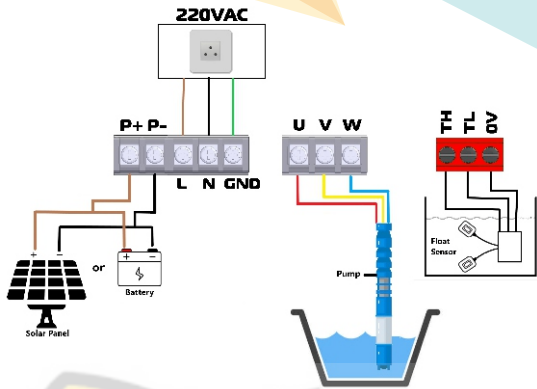 220VAC
P+ P-
L N GND
U V W
TH TL 0V
Float
Sensor
Pump
+ -
or
+ -
Battery
Solar Panel